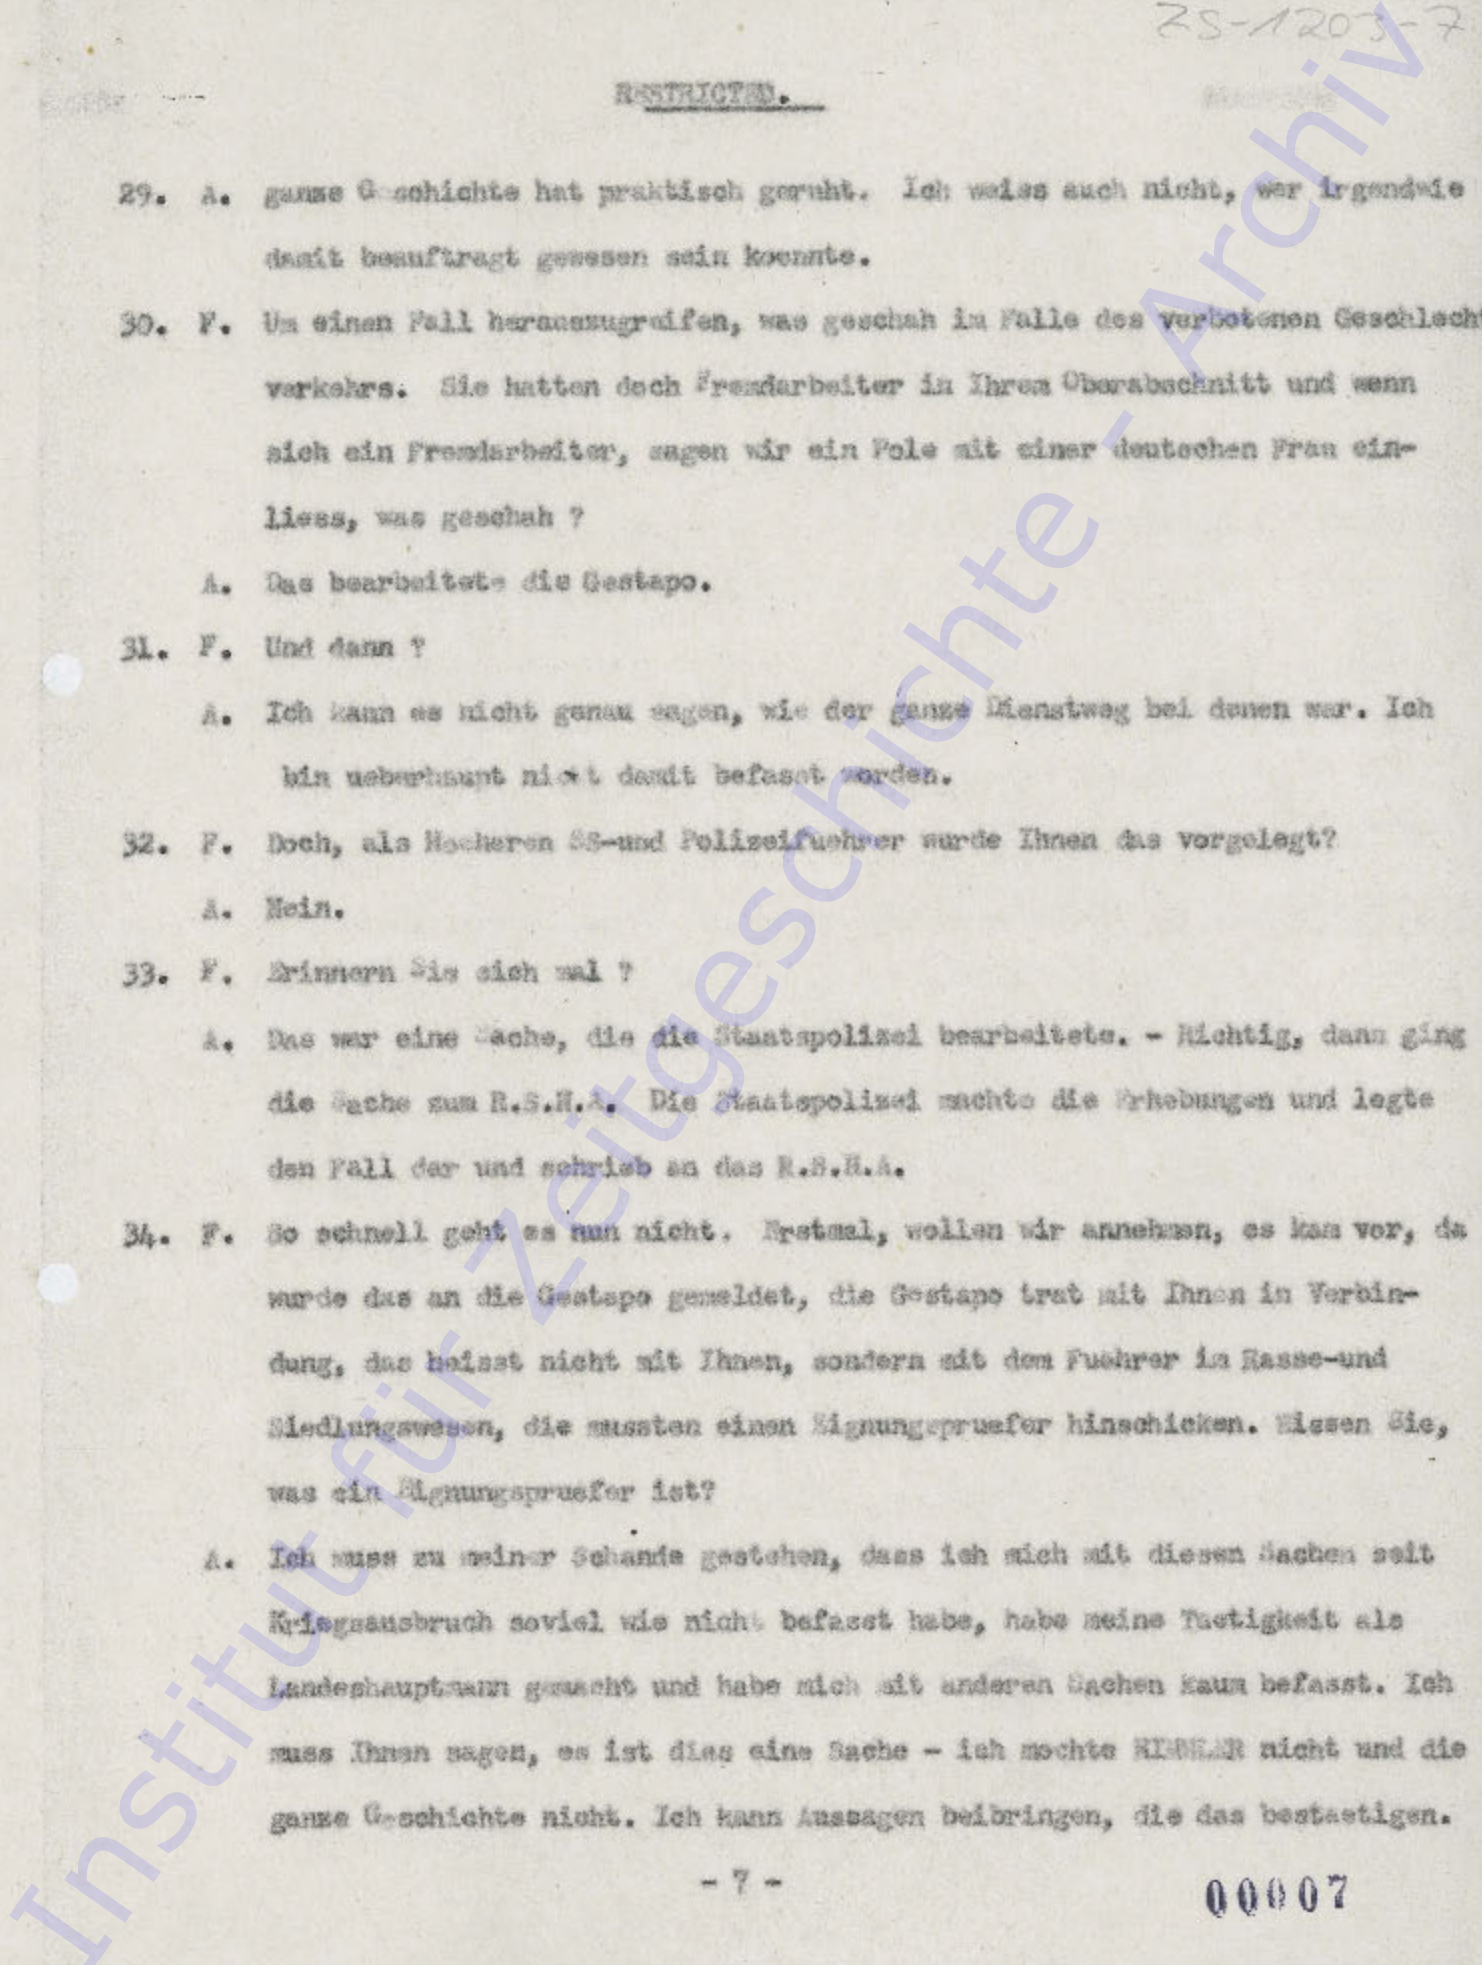 ZS-1203-7
RESTRICTED.
29. A. ganze Geschichte hat praktisch geruht. Ich weiss auch nicht, wer irgendwie
damit beauftragt gewesen sein koennte.
30. F. Um einen Fall herauszugreifen, was geschah im Falle des verbotenen Geschlecht
verkehrs. Sie hatten doch Fremdarbeiter in Ihrem Oberabschnitt und wenn
sich ein Fremdarbeiter, sagen wir ein Pole mit einer deutschen Frau ein-
liess, was geschah ?
A. Das bearbeitete die Gestapo.
31. F. Und dann ?
A. Ich kann es nicht genau sagen, wie der ganze Dienstweg bei denen war. Ich
bin ueberhaupt nicht damit befasst worden.
32. F. Doch, als Hoeheren SS-und Polizeifuehrer wurde Ihnen das vorgelegt?
A. Nein.
33. F. Erinnern Sie sich mal ?
A. Das war eine Sache, die die Staatspolizei bearbeitete. - Richtig, dann ging
die Sache zum R.S.H.A. Die Staatspolizei machte die Erhebungen und legte
den Fall dar und schrieb an das R.S.H.A.
34. F. So schnell geht es nun nicht. Erstmal, wollen wir annehmen, es kam vor, da
wurde das an die Gestapo gemeldet, die Gestapo trat mit Ihnen in Verbin-
dung, das heisst nicht mit Ihnen, sondern mit dem Fuehrer im Rasse-und
Siedlungswesen, die mussten einen Eignungspruefer hinschicken. Wissen Sie,
was ein Eignungspruefer ist?
A. Ich muss zu meiner Schande gestehen, dass ich mich mit diesen Sachen seit
Kriegsausbruch soviel wie nicht befasst habe, habe meine Taetigkeit als
Landeshauptmann gemacht und habe mich mit anderen Sachen kaum befasst. Ich
muss Ihnen sagen, es ist dies eine Sache - ich mochte HIMMLER nicht und die
ganze Geschichte nicht. Ich kann Aussagen beibringen, die das bestaetigen.
- 7 -
00007
Institut für Zeitgeschichte - Archiv